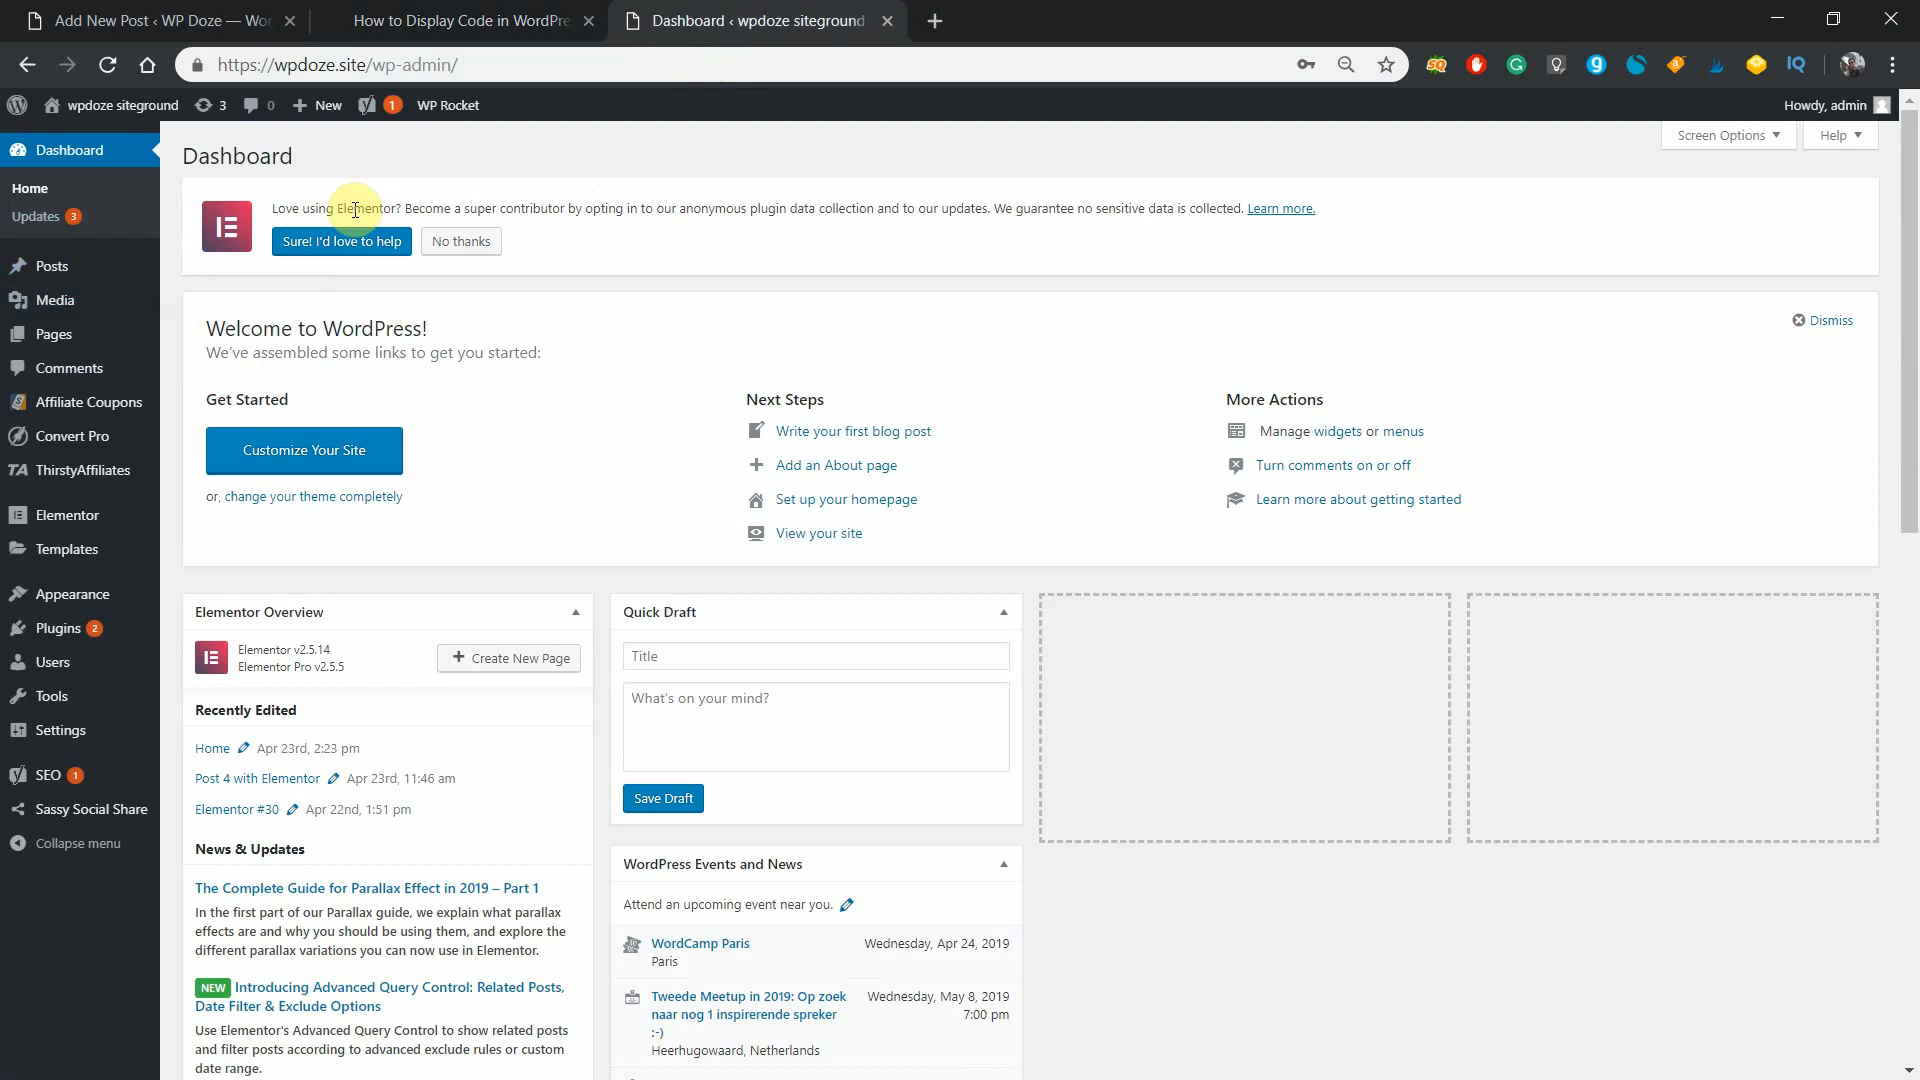 Add New Post ‹ WP Doze — Wor
How to Display Code in WordPre
Dashboard ‹ wpdoze siteground
https://wpdoze.site/wp-admin/
wpdoze siteground
3
0
New
1
WP Rocket
Howdy, admin
Dashboard
Home
Updates 3
Posts
Media
Pages
Comments
Affiliate Coupons
Convert Pro
ThirstyAffiliates
Elementor
Templates
Appearance
Plugins 2
Users
Tools
Settings
SEO 1
Sassy Social Share
Collapse menu
Screen Options
Help
Dashboard
Love using Elementor? Become a super contributor by opting in to our anonymous plugin data collection and to our updates. We guarantee no sensitive data is collected. Learn more.
Sure! I'd love to help
No thanks
Welcome to WordPress!
We've assembled some links to get you started:
Dismiss
Get Started
Customize Your Site
or, change your theme completely
Next Steps
Write your first blog post
Add an About page
Set up your homepage
View your site
More Actions
Manage widgets or menus
Turn comments on or off
Learn more about getting started
Elementor Overview
Elementor v2.5.14
Elementor Pro v2.5.5
Create New Page
Recently Edited
Home Apr 23rd, 2:23 pm
Post 4 with Elementor Apr 23rd, 11:46 am
Elementor #30 Apr 22nd, 1:51 pm
News & Updates
The Complete Guide for Parallax Effect in 2019 – Part 1
In the first part of our Parallax guide, we explain what parallax
effects are and why you should be using them, and explore the
different parallax variations you can now use in Elementor.
NEW Introducing Advanced Query Control: Related Posts,
Date Filter & Exclude Options
Use Elementor's Advanced Query Control to show related posts
and filter posts according to advanced exclude rules or custom
date range.
Quick Draft
Title
What's on your mind?
Save Draft
WordPress Events and News
Attend an upcoming event near you.
WordCamp Paris
Paris
Wednesday, Apr 24, 2019
Tweede Meetup in 2019: Op zoek
naar nog 1 inspirerende spreker
:-)
Heerhugowaard, Netherlands
Wednesday, May 8, 2019
7:00 pm